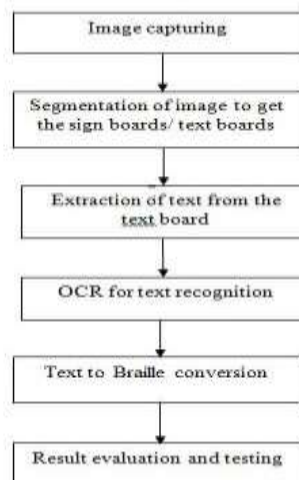 Image capturing
Segmentation of image to get
the sign boards/ text boards
Extraction of text from the
text board
OCR for text recognition
Text to Braille conversion
Result evaluation and testing